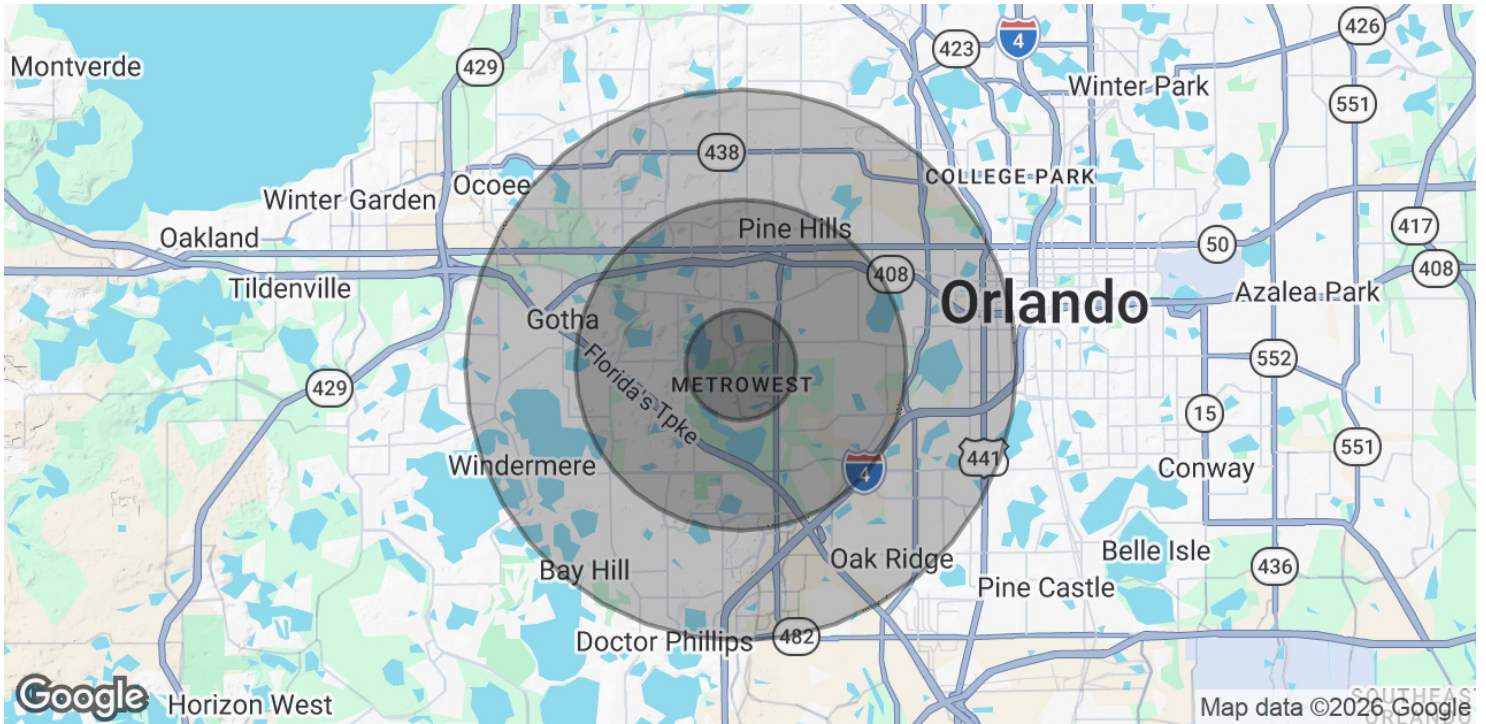 Montverde
429
423
4
426
Winter Park
551
438
COLLEGE PARK
Ocoee
Winter Garden
Pine Hills
417
Oakland
50
408
408
Tildenville
Orlando
Azalea Park
Gotha
Florida's Tpke
552
METROWEST
429
15
551
Windermere
4
441
Conway
Bay Hill
Oak Ridge
Belle Isle
436
Pine Castle
Doctor Phillips
482
Google
Horizon West
SOUTHEAST
Map data ©2026 Google